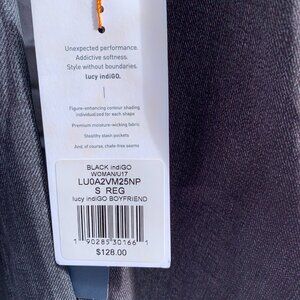 Unexpected performance.
Addictive softness.
Style without boundaries.
lucy indiGO.
Figure-enhancing contour shading
individualized for each shape
Premium moisture-wicking fabric
Stealthy stash pockets
And, of course, chafe-free seams
BLACK indiGO
WOMAN/U17
LU0A2VM25NP
S REG
lucy indiGO BOYFRiEND
1 90285 30166 1
$128.00